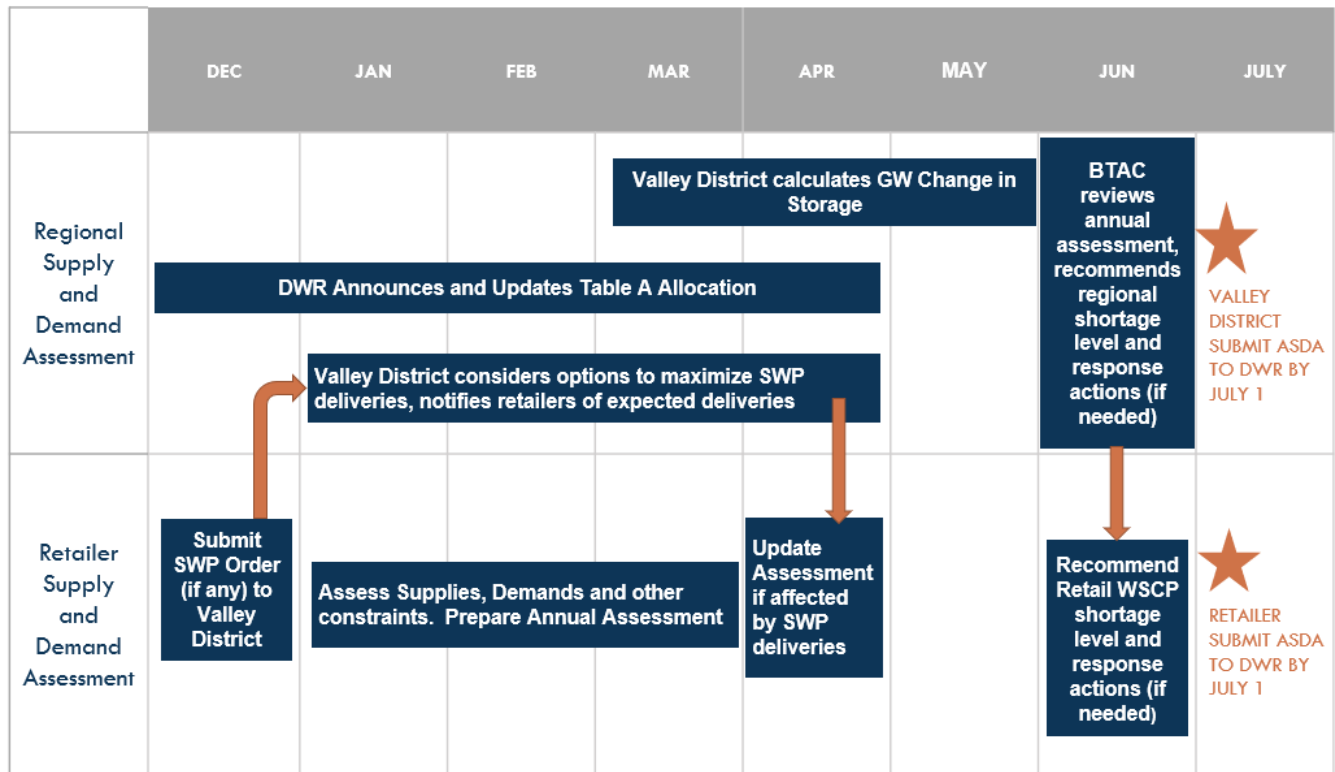 DEC JAN FEB MAR APR MAY JUN JULY
Regional
Supply
and
Demand
Assessment
Valley District calculates GW Change in
Storage
DWR Announces and Updates Table A Allocation
Valley District considers options to maximize SWP
deliveries, notifies retailers of expected deliveries
BTAC
reviews
annual
assessment,
recommends
regional
shortage
level and
response
actions (if
needed)
VALLEY
DISTRICT
SUBMIT ASDA
TO DWR BY
JULY 1
Retailer
Supply
and
Demand
Assessment
Submit
SWP Order
(if any) to
Valley
District
Assess Supplies, Demands and other
constraints.  Prepare Annual Assessment
Update
Assessment
if affected
by SWP
deliveries
Recommend
Retail WSCP
shortage
level and
response
actions (if
needed)
RETAILER
SUBMIT ASDA
TO DWR BY
JULY 1